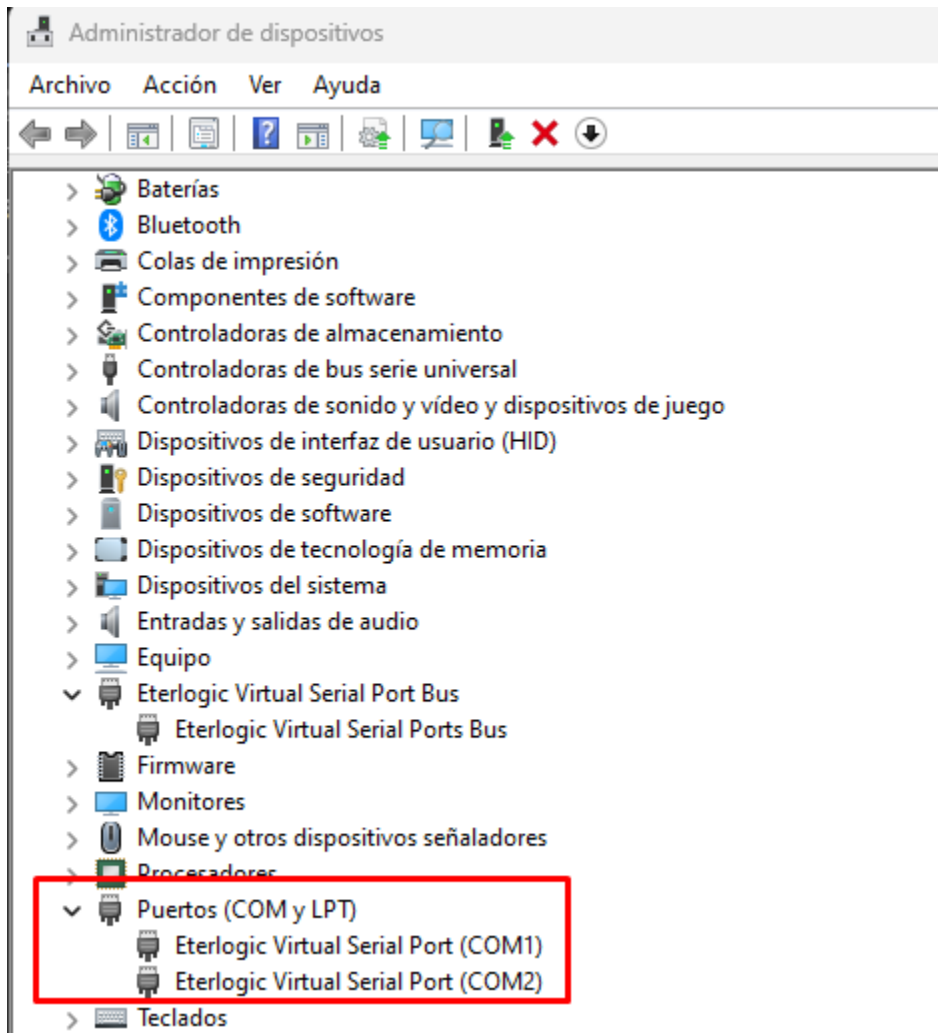 Administrador de dispositivos
Archivo Acción Ver Ayuda
Baterías
Bluetooth
Colas de impresión
Componentes de software
Controladoras de almacenamiento
Controladoras de bus serie universal
Controladoras de sonido y vídeo y dispositivos de juego
Dispositivos de interfaz de usuario (HID)
Dispositivos de seguridad
Dispositivos de software
Dispositivos de tecnología de memoria
Dispositivos del sistema
Entradas y salidas de audio
Equipo
Eterlogic Virtual Serial Port Bus
Eterlogic Virtual Serial Ports Bus
Firmware
Monitores
Mouse y otros dispositivos señaladores
Procesadores
Puertos (COM y LPT)
Eterlogic Virtual Serial Port (COM1)
Eterlogic Virtual Serial Port (COM2)
Teclados